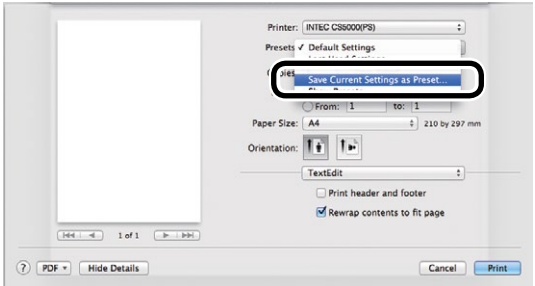 Printer: INTEC CS5000(PS)
Presets ✓ Default Settings
Save Current Settings as Preset...
From: 1 to: 1
Paper Size: A4 210 by 297 mm
Orientation:
TextEdit
Print header and footer
Rewrap contents to fit page
1 of 1
? PDF Hide Details Cancel Print